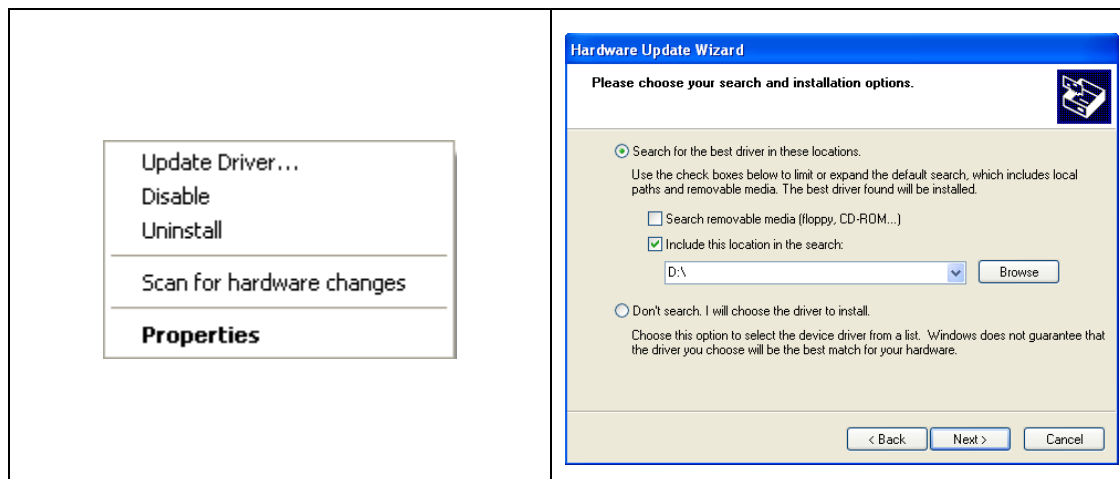 Update Driver...
Disable
Uninstall
Scan for hardware changes
Properties
Hardware Update Wizard
Please choose your search and installation options.
Search for the best driver in these locations.
Use the check boxes below to limit or expand the default search, which includes local
paths and removable media. The best driver found will be installed.
Search removable media (floppy, CD-ROM...)
Include this location in the search:
D:\
Browse
Don't search. I will choose the driver to install.
Choose this option to select the device driver from a list. Windows does not guarantee that
the driver you choose will be the best match for your hardware.
< Back
Next >
Cancel